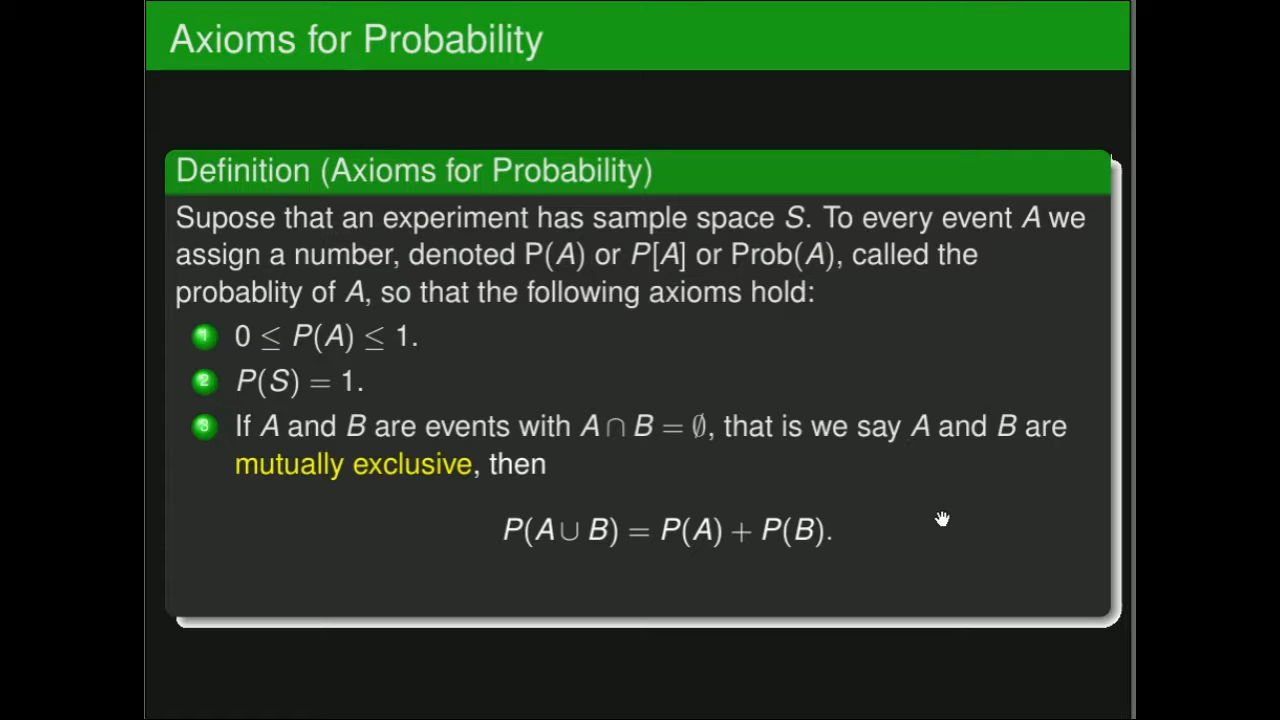 Axioms for Probability
Definition (Axioms for Probability)
Supose that an experiment has sample space S. To every event A we
assign a number, denoted P(A) or P[A] or Prob(A), called the
probablity of A, so that the following axioms hold:
1 0 ≤ P(A) ≤ 1.
2 P(S) = 1.
3 If A and B are events with A ∩ B = ∅, that is we say A and B are
mutually exclusive, then
P(A ∪ B) = P(A) + P(B).